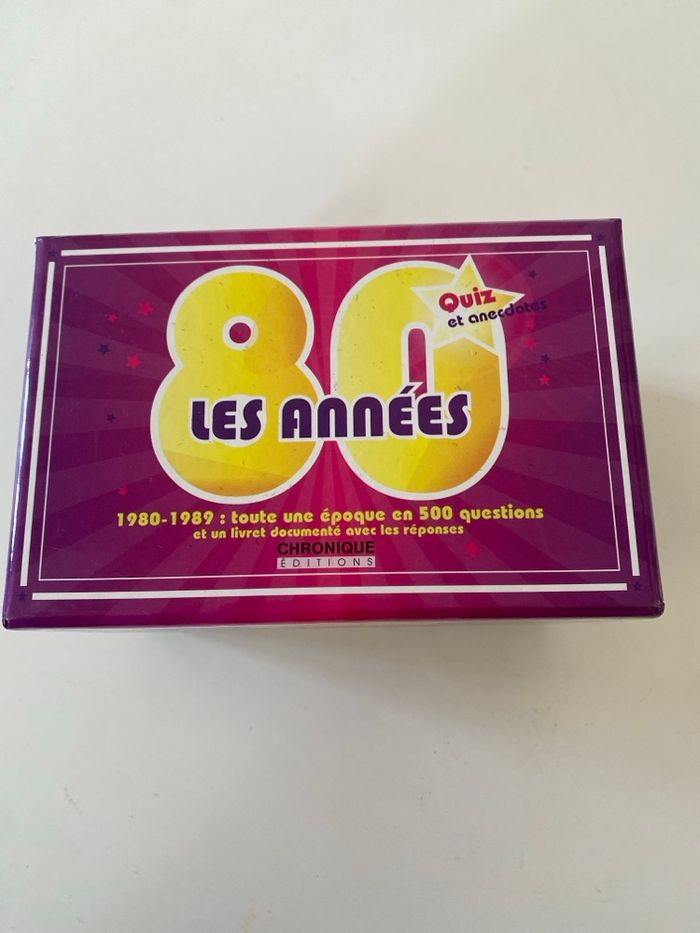 80
Quiz
et anecdotes
LES ANNÉES
1980-1989 : toute une époque en 500 questions
et un livret documenté avec les réponses
CHRONIQUE
ÉDITIONS